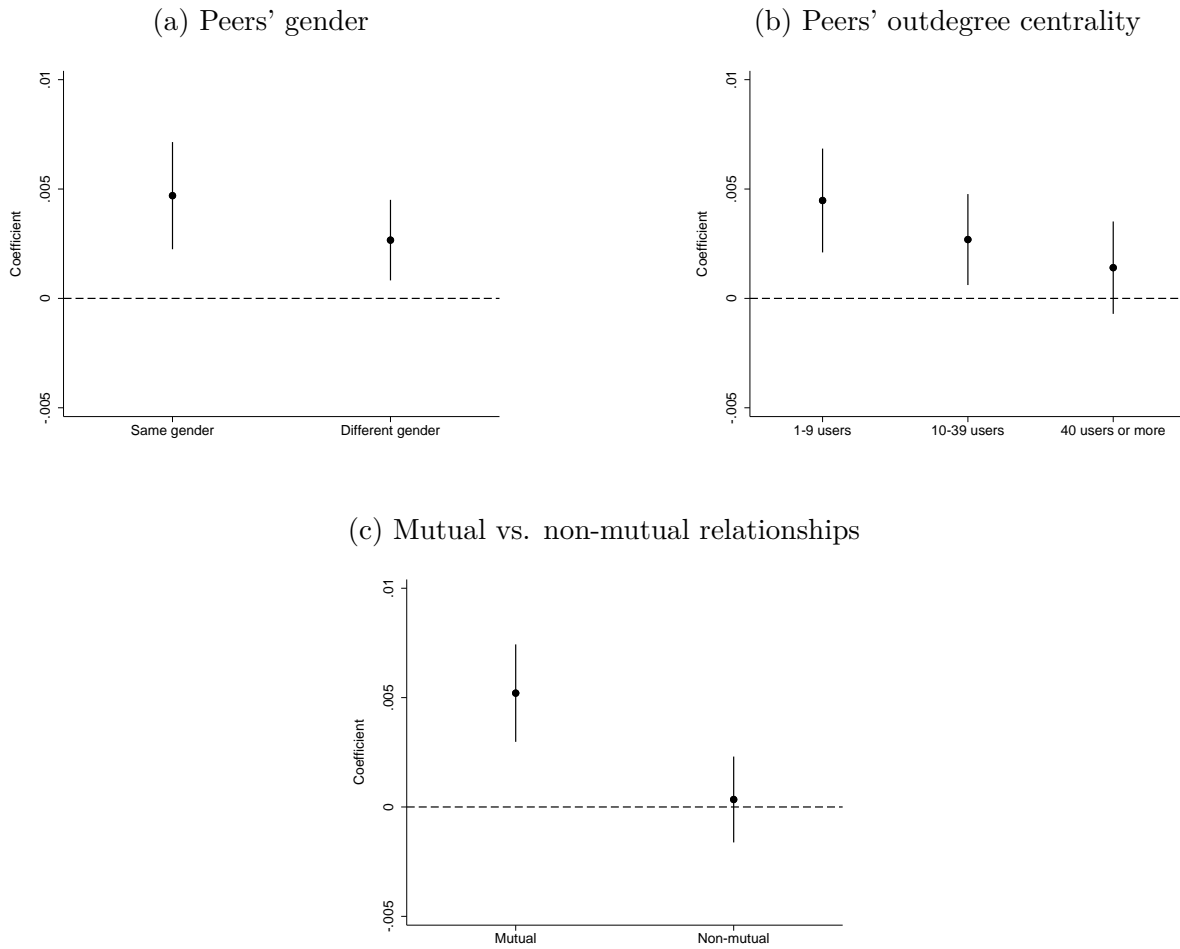 (a) Peers’ gender
.01
.005
0
-.005
Coefficient
Same gender
Different gender
(b) Peers’ outdegree centrality
.01
.005
0
-.005
Coefficient
1-9 users
10-39 users
40 users or more
(c) Mutual vs. non-mutual relationships
.01
.005
0
-.005
Coefficient
Mutual
Non-mutual